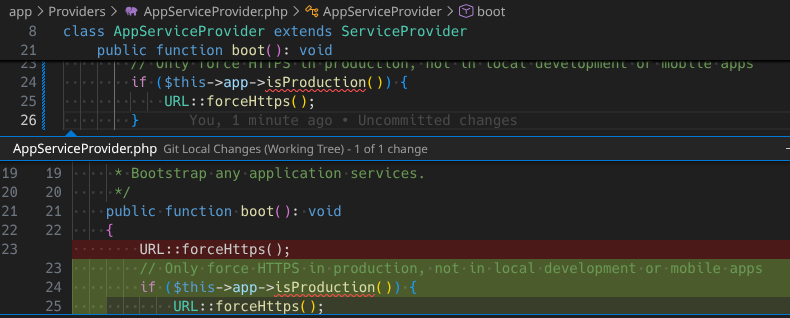 app > Providers > AppServiceProvider.php > AppServiceProvider > boot
8 class AppServiceProvider extends ServiceProvider
21 public function boot(): void
23 // Only force HTTPS in production, not in local development or mobile apps
24 if ($this->app->isProduction()) {
25 URL::forceHttps();
26 } You, 1 minute ago • Uncommitted changes
AppServiceProvider.php Git Local Changes (Working Tree) - 1 of 1 change
19 19 * Bootstrap any application services.
20 20 */
21 21 public function boot(): void
22 22 {
23 URL::forceHttps();
23 // Only force HTTPS in production, not in local development or mobile apps
24 if ($this->app->isProduction()) {
25 URL::forceHttps();